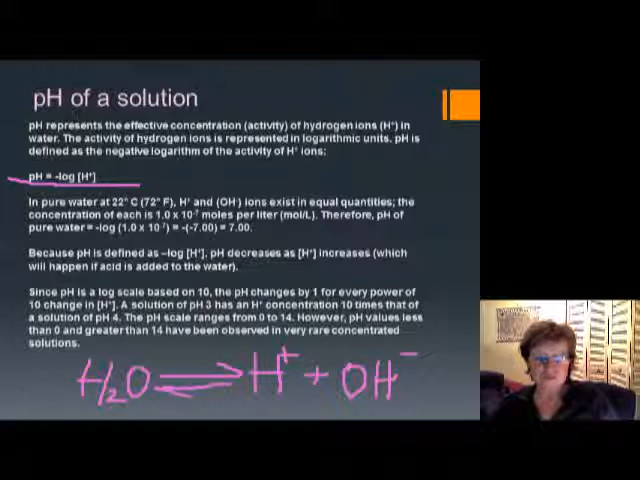 pH of a solution
pH represents the effective concentration (activity) of hydrogen ions (H⁺) in
water. The activity of hydrogen ions is represented in logarithmic units. pH is
defined as the negative logarithm of the activity of H⁺ ions:
pH = -log [H⁺]
In pure water at 22° C (72° F), H⁺ and (OH⁻) ions exist in equal quantities; the
concentration of each is 1.0 x 10⁻⁷ moles per liter (mol/L). Therefore, pH of
pure water = -log (1.0 x 10⁻⁷) = -(-7.00) = 7.00.
Because pH is defined as –log [H⁺], pH decreases as [H⁺] increases (which
will happen if acid is added to the water).
Since pH is a log scale based on 10, the pH changes by 1 for every power of
10 change in [H⁺]. A solution of pH 3 has an H⁺ concentration 10 times that of
a solution of pH 4. The pH scale ranges from 0 to 14. However, pH values less
than 0 and greater than 14 have been observed in very rare concentrated
solutions.
H₂O ⇌ H⁺ + OH⁻